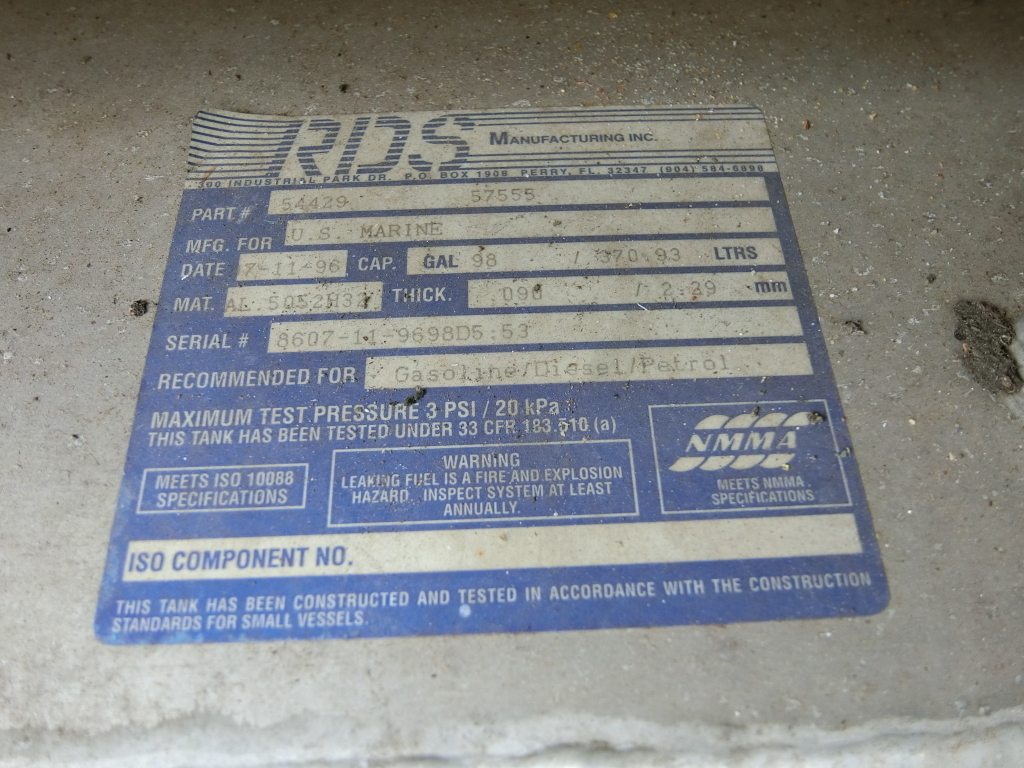 RDS MANUFACTURING INC.
300 INDUSTRIAL PARK DR. P.O. BOX 1908 PERRY, FL. 32347 (904) 584-6898
PART # 54429 57555
MFG. FOR U.S. MARINE
DATE 7-11-96 CAP. GAL 98 / 370.93 LTRS
MAT. AL 5052H32 THICK. .090 / 2.29 mm
SERIAL # 8607-11-9698D5:53
RECOMMENDED FOR Gasoline/Diesel/Petrol
MAXIMUM TEST PRESSURE 3 PSI / 20 kPa
THIS TANK HAS BEEN TESTED UNDER 33 CFR 183.510 (a)
MEETS ISO 10088
SPECIFICATIONS
WARNING
LEAKING FUEL IS A FIRE AND EXPLOSION
HAZARD. INSPECT SYSTEM AT LEAST
ANNUALLY.
NMMA
MEETS NMMA
SPECIFICATIONS
ISO COMPONENT NO.
THIS TANK HAS BEEN CONSTRUCTED AND TESTED IN ACCORDANCE WITH THE CONSTRUCTION
STANDARDS FOR SMALL VESSELS.